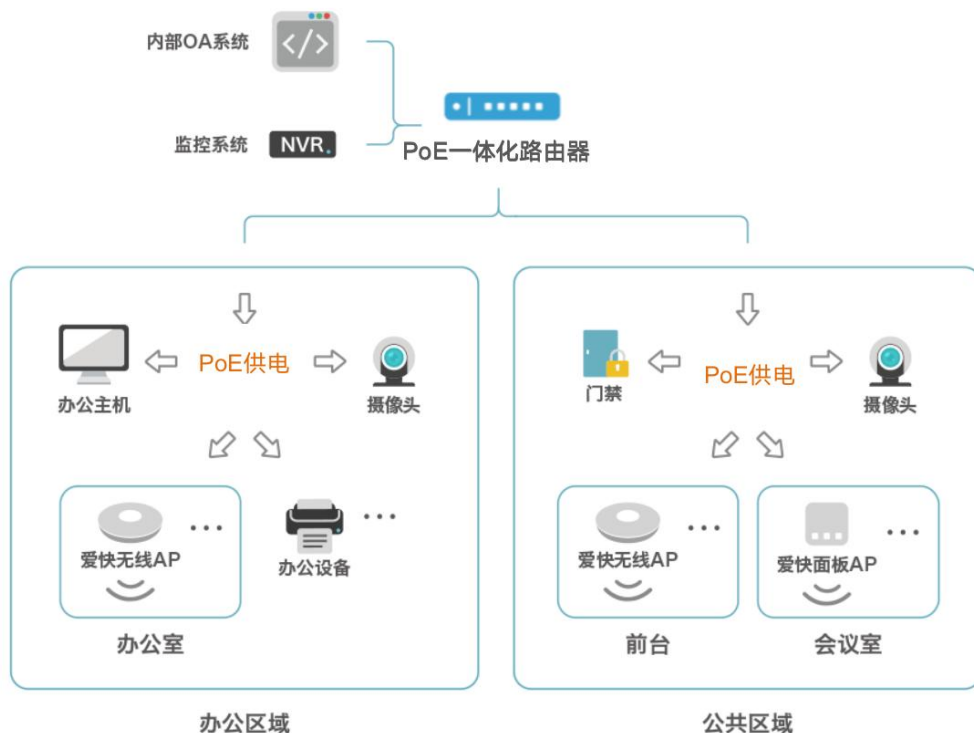 内部OA系统
监控系统
NVR.
PoE一体化路由器
PoE供电
办公主机
摄像头
爱快无线AP
...
办公设备
...
办公室
办公区域
PoE供电
门禁
摄像头
爱快无线AP
...
前台
爱快面板AP
...
会议室
公共区域